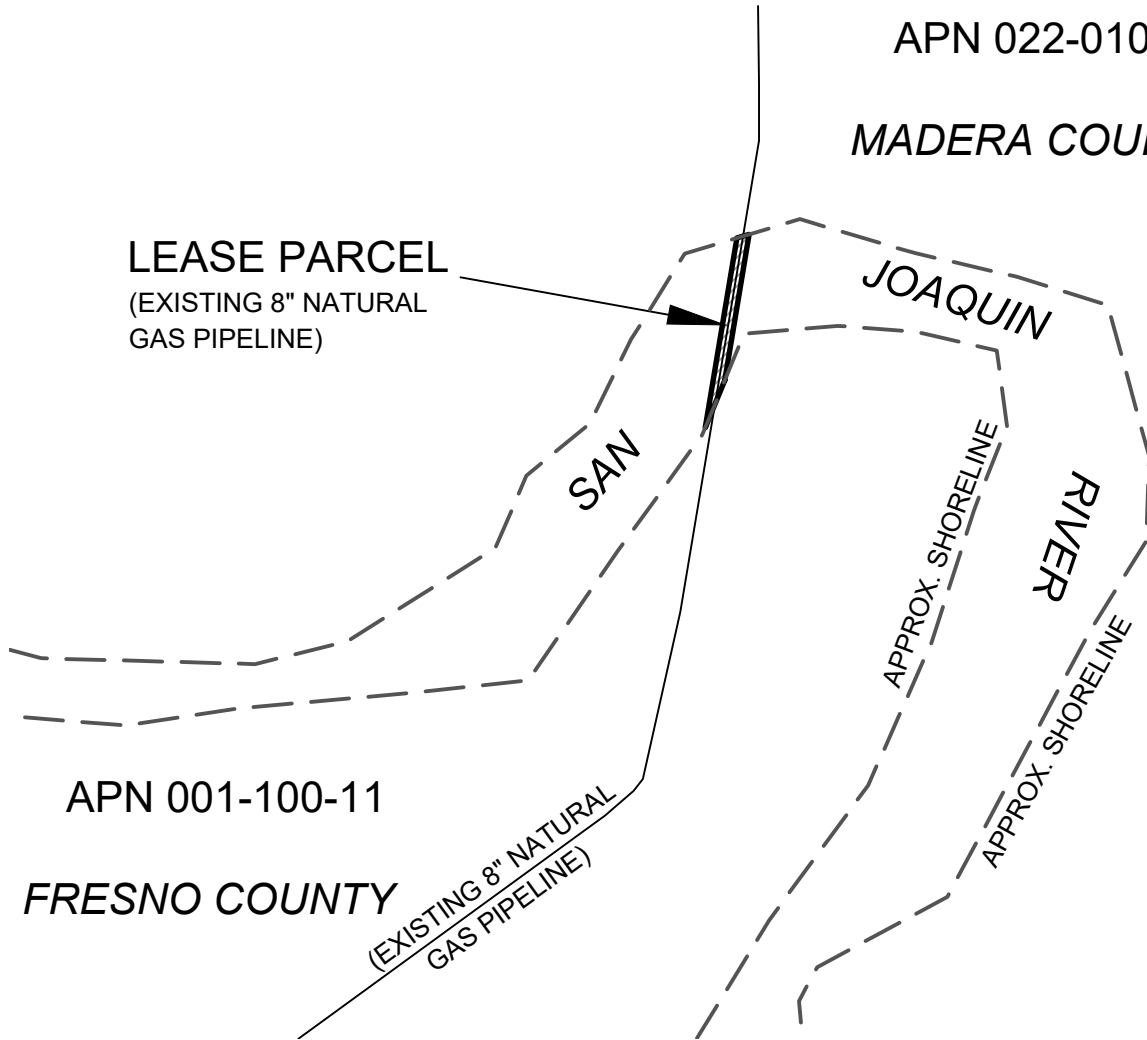 APN 022-010
MADERA COU
LEASE PARCEL
(EXISTING 8" NATURAL
GAS PIPELINE)
SAN
JOAQUIN
RIVER
APPROX. SHORELINE
APPROX. SHORELINE
APN 001-100-11
FRESNO COUNTY
(EXISTING 8" NATURAL
GAS PIPELINE)